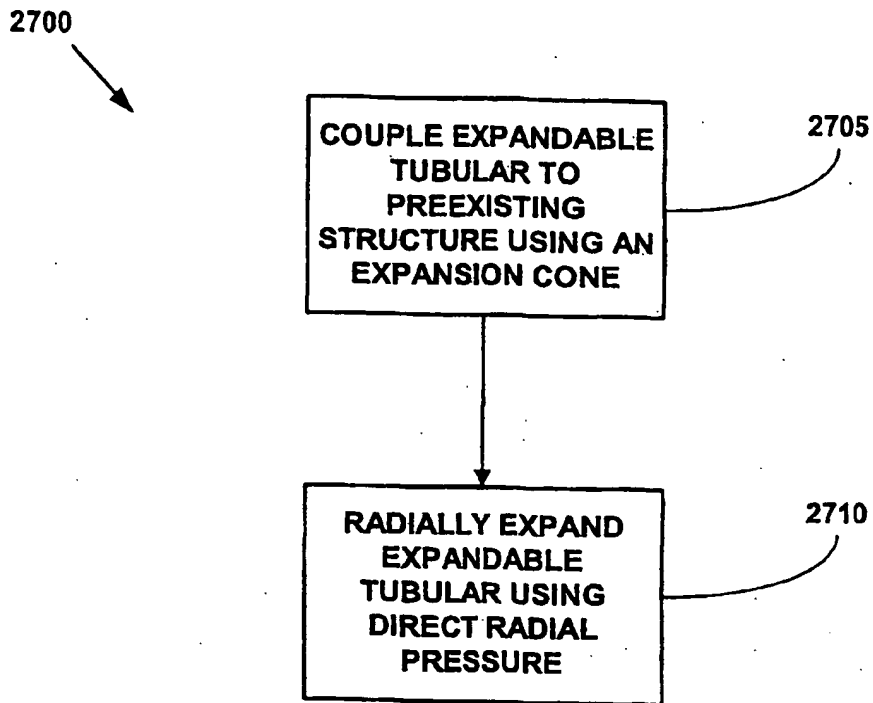 2700
COUPLE EXPANDABLE
TUBULAR TO
PREEXISTING
STRUCTURE USING AN
EXPANSION CONE
2705
RADIALLY EXPAND
EXPANDABLE
TUBULAR USING
DIRECT RADIAL
PRESSURE
2710